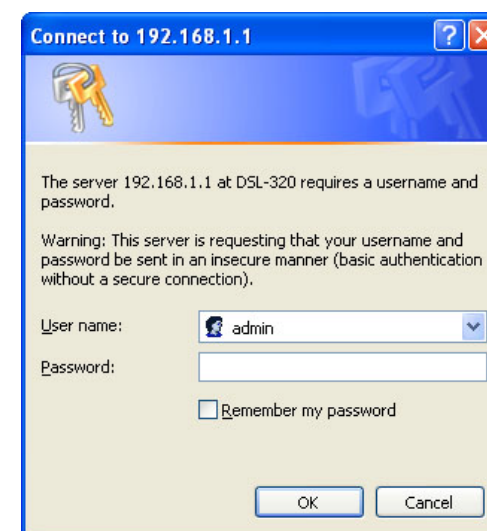 Connect to 192.168.1.1
The server 192.168.1.1 at DSL-320 requires a username and
password.
Warning: This server is requesting that your username and
password be sent in an insecure manner (basic authentication
without a secure connection).
User name:
admin
Password:
Remember my password
OK
Cancel